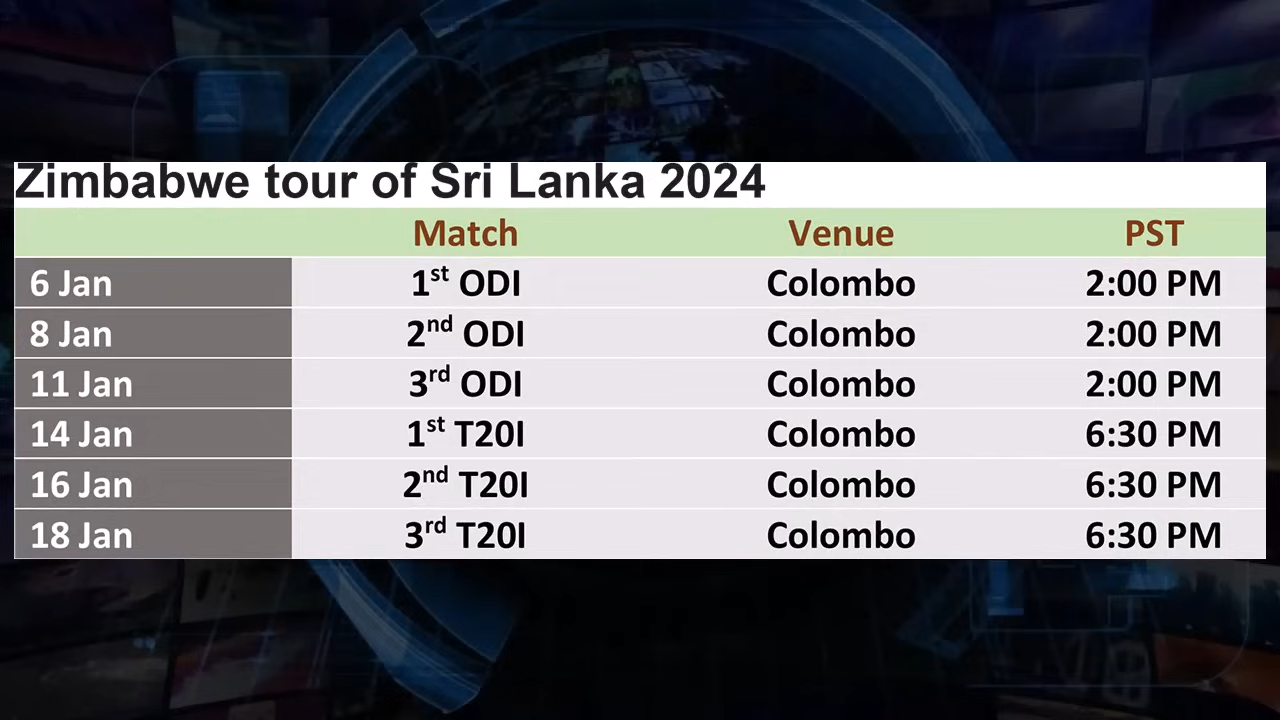 Zimbabwe tour of Sri Lanka 2024
Match Venue PST
6 Jan 1st ODI Colombo 2:00 PM
8 Jan 2nd ODI Colombo 2:00 PM
11 Jan 3rd ODI Colombo 2:00 PM
14 Jan 1st T20I Colombo 6:30 PM
16 Jan 2nd T20I Colombo 6:30 PM
18 Jan 3rd T20I Colombo 6:30 PM